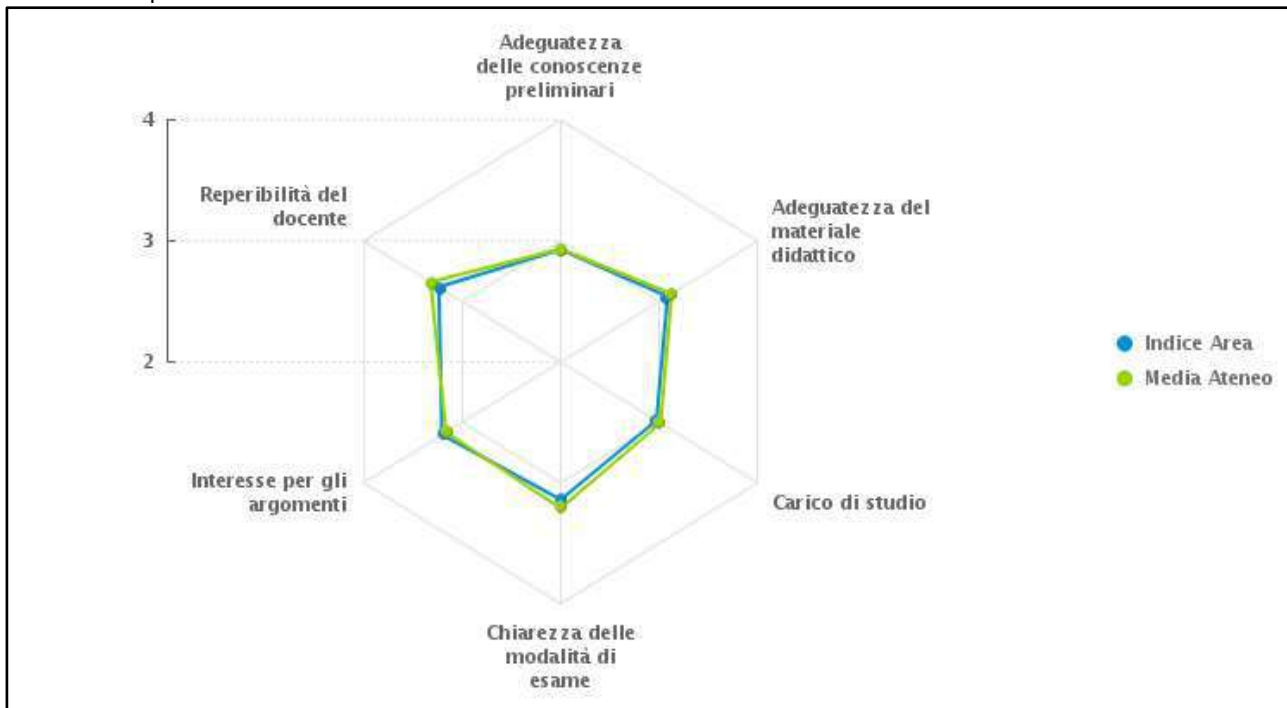 Adeguatezza
delle conoscenze
preliminari
4
Reperibilità del
docente
3
Adeguatezza del
materiale
didattico
2
Indice Area
Media Ateneo
Interesse per gli
argomenti
Carico di studio
Chiarezza delle
modalità di
esame